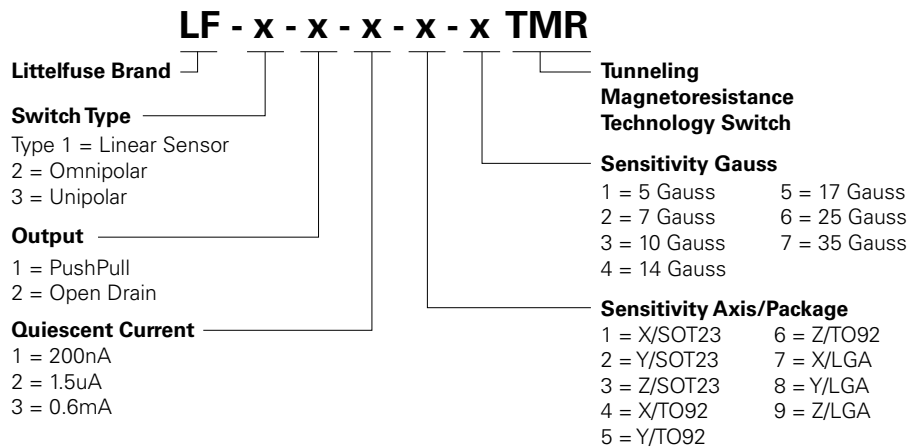 LF - x - x - x - x - x TMR
Littelfuse Brand
Switch Type
Type 1 = Linear Sensor
2 = Omnipolar
3 = Unipolar
Output
1 = PushPull
2 = Open Drain
Quiescent Current
1 = 200nA
2 = 1.5uA
3 = 0.6mA
Tunneling
Magnetoresistance
Technology Switch
Sensitivity Gauss
1 = 5 Gauss
2 = 7 Gauss
3 = 10 Gauss
4 = 14 Gauss
5 = 17 Gauss
6 = 25 Gauss
7 = 35 Gauss
Sensitivity Axis/Package
1 = X/SOT23
2 = Y/SOT23
3 = Z/SOT23
4 = X/TO92
5 = Y/TO92
6 = Z/TO92
7 = X/LGA
8 = Y/LGA
9 = Z/LGA